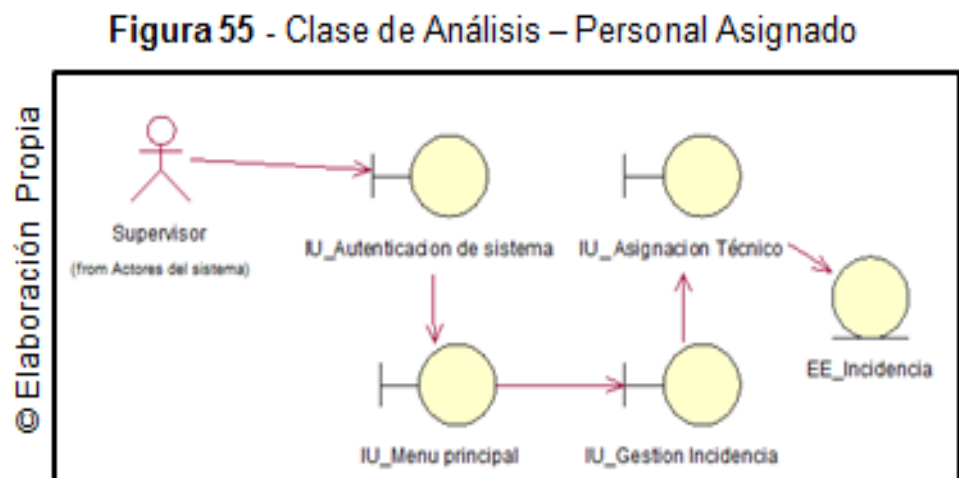 Figura 55 - Clase de Análisis – Personal Asignado
© Elaboración Propia
Supervisor
(from Actores del sistema)
IU_Autenticacion de sistema
IU_Asignacion Técnico
EE_Incidencia
IU_Menu principal
IU_Gestion Incidencia